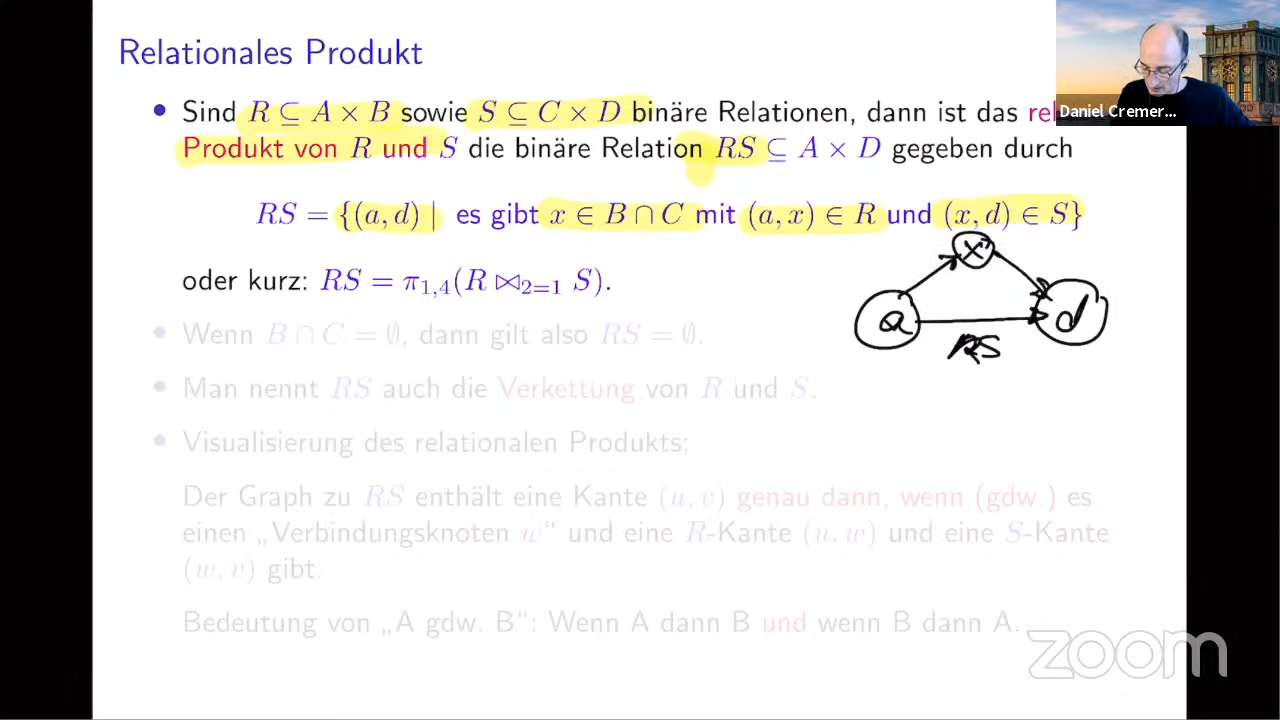 Relationales Produkt
• Sind R ⊆ A × B sowie S ⊆ C × D binäre Relationen, dann ist das
Produkt von R und S die binäre Relation RS ⊆ A × D gegeben durch
RS = {(a, d) | es gibt x ∈ B ∩ C mit (a, x) ∈ R und (x, d) ∈ S}
oder kurz: RS = π₁,₄(R ⋈₂₌₁ S).
• Wenn B ∩ C = ∅, dann gilt also RS = ∅.
• Man nennt RS auch die Verkettung von R und S.
• Visualisierung des relationalen Produkts:
Der Graph zu RS enthält eine Kante (u, v) genau dann, wenn (gdw.) es
einen „Verbindungsknoten w“ und eine R-Kante (u, w) und eine S-Kante
(w, v) gibt.
Bedeutung von „A gdw. B“: Wenn A dann B und wenn B dann A.
x
a
d
RS
Daniel Cremer...
zoom